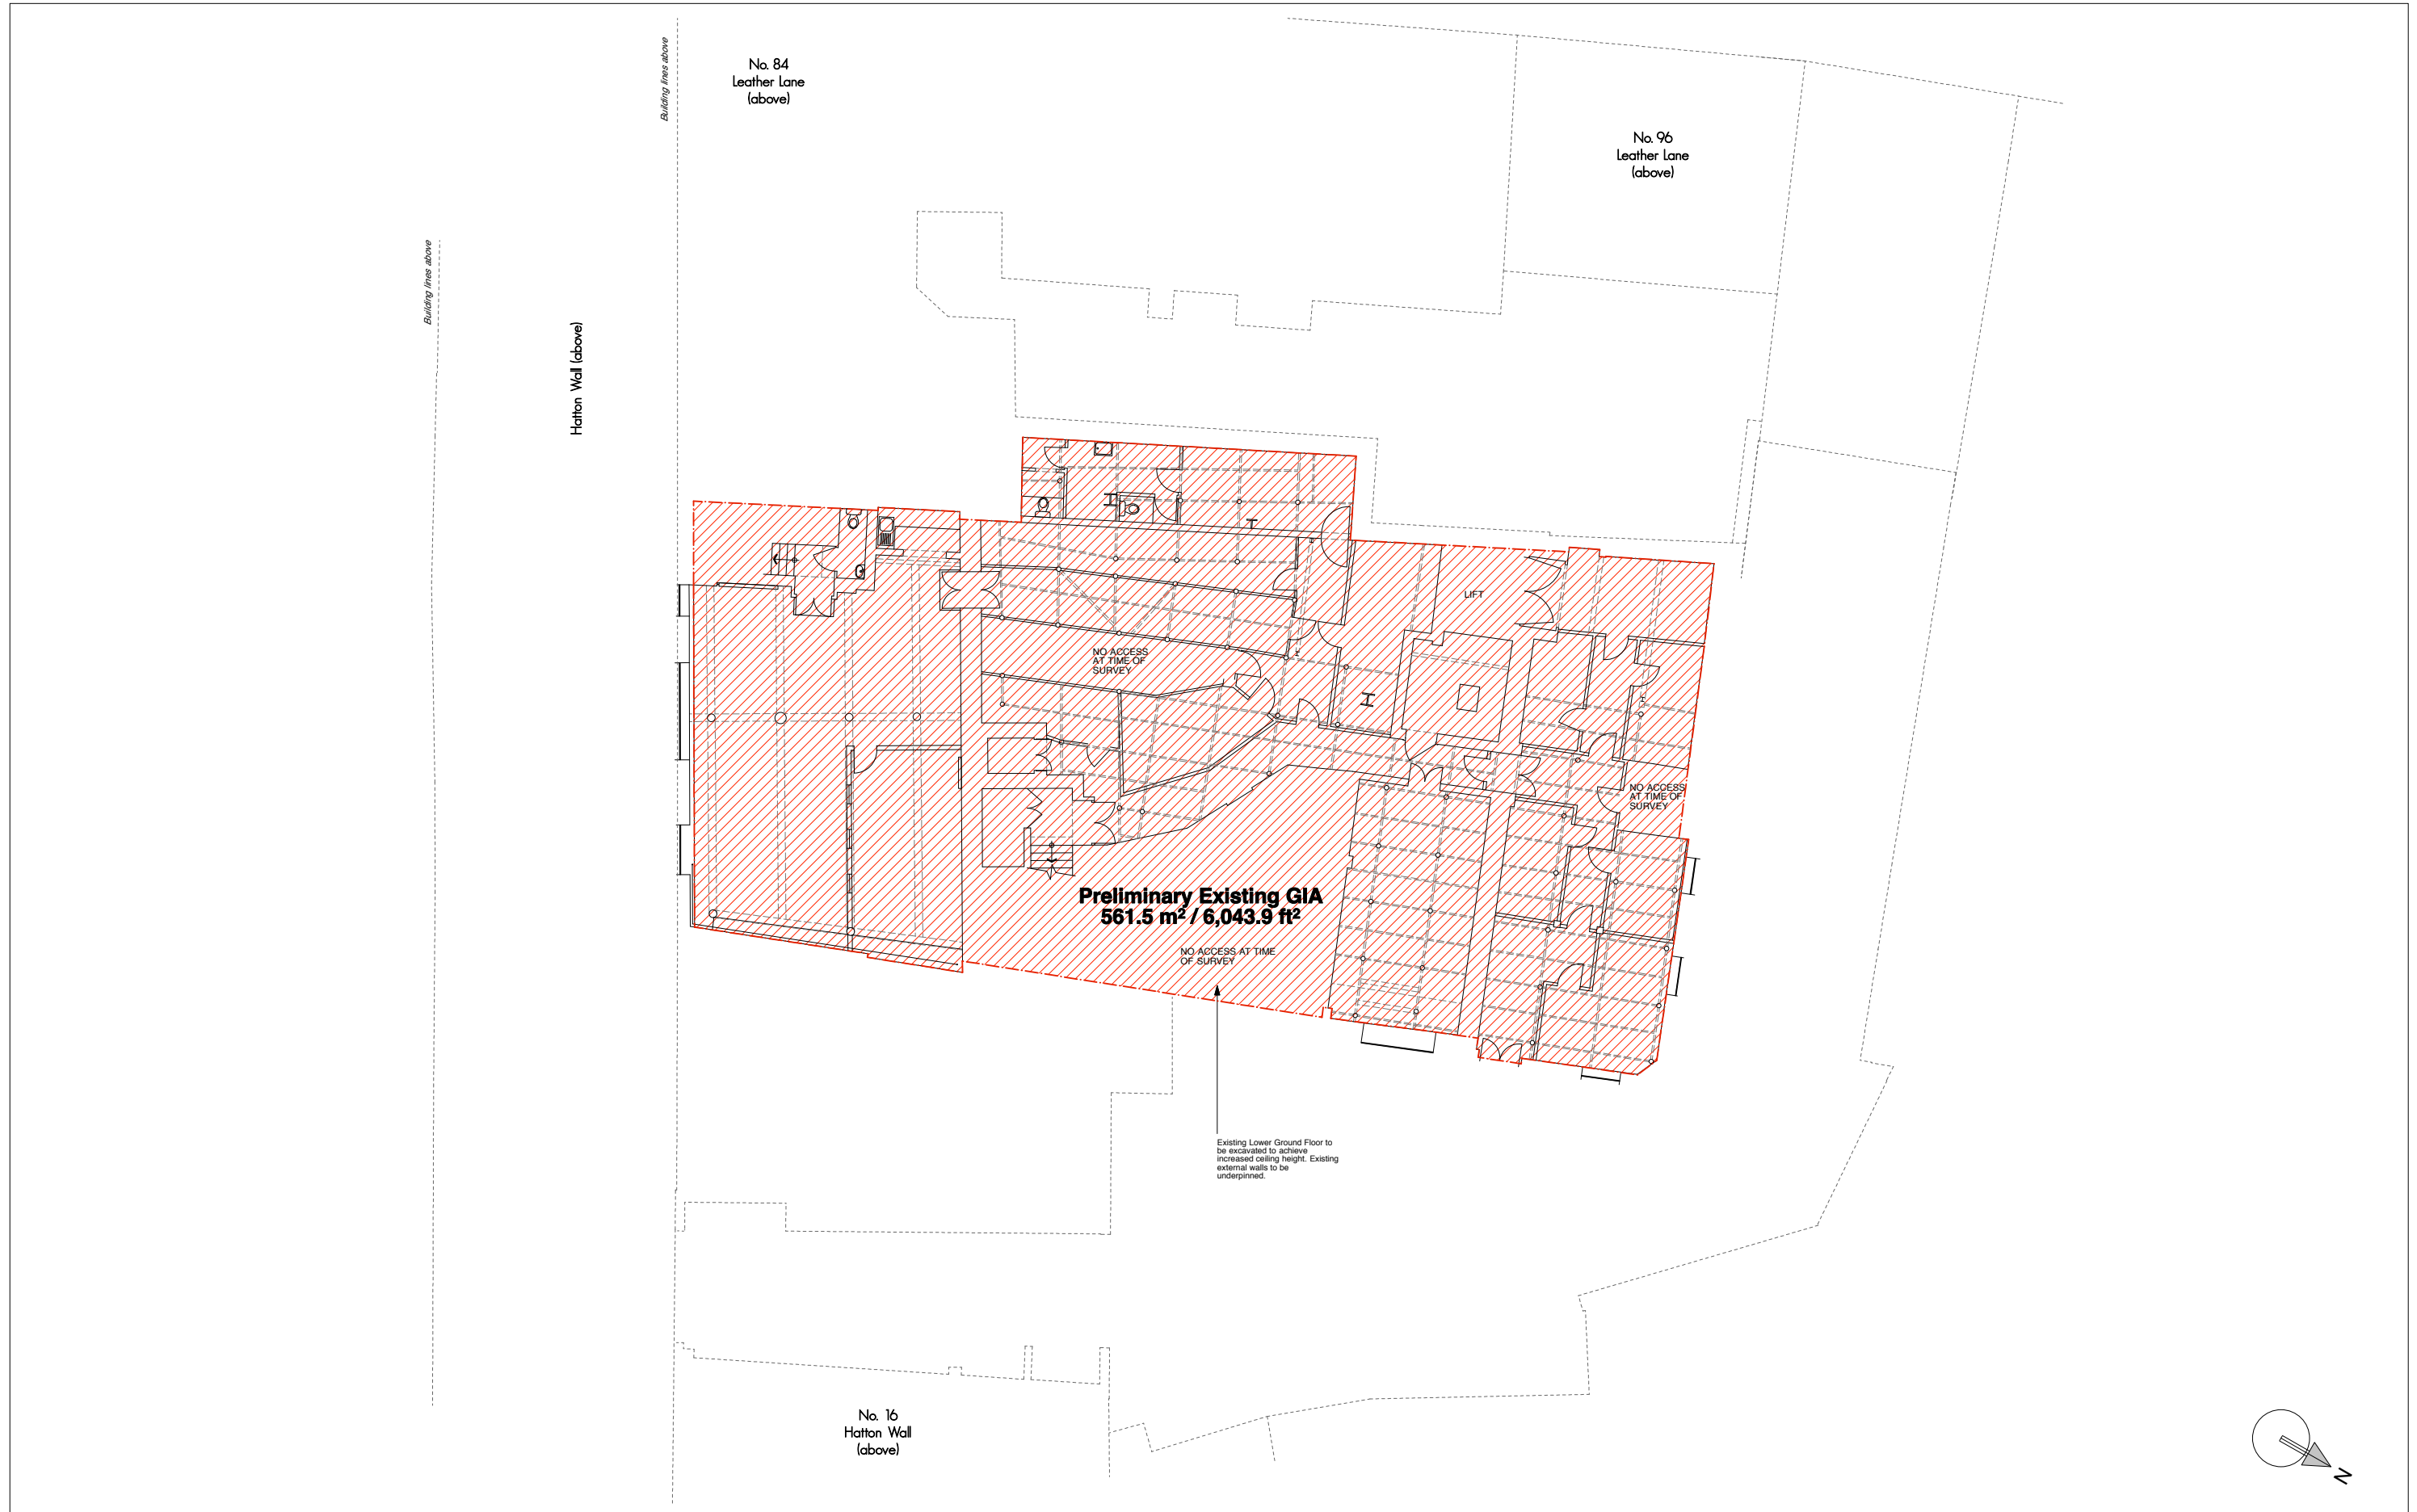 Building lines above
No. 84
Leather Lane
(above)
No. 96
Leather Lane
(above)
Building lines above
Hatton Wall (above)
LIFT
NO ACCESS
AT TIME OF
SURVEY
NO ACCESS
AT TIME OF
SURVEY
Preliminary Existing GIA
561.5 m² / 6,043.9 ft²
NO ACCESS AT TIME
OF SURVEY
Existing Lower Ground Floor to
be excavated to achieve
increased ceiling height. Existing
external walls to be
underpinned.
No. 16
Hatton Wall
(above)
N